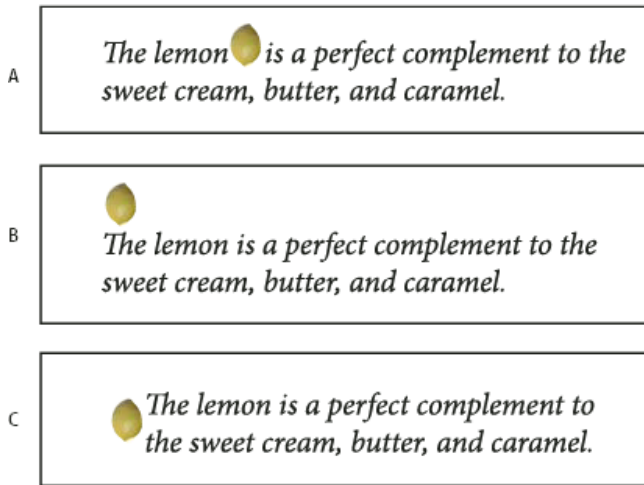 A
The lemon is a perfect complement to the
sweet cream, butter, and caramel.
B
The lemon is a perfect complement to the
sweet cream, butter, and caramel.
C
The lemon is a perfect complement to
the sweet cream, butter, and caramel.